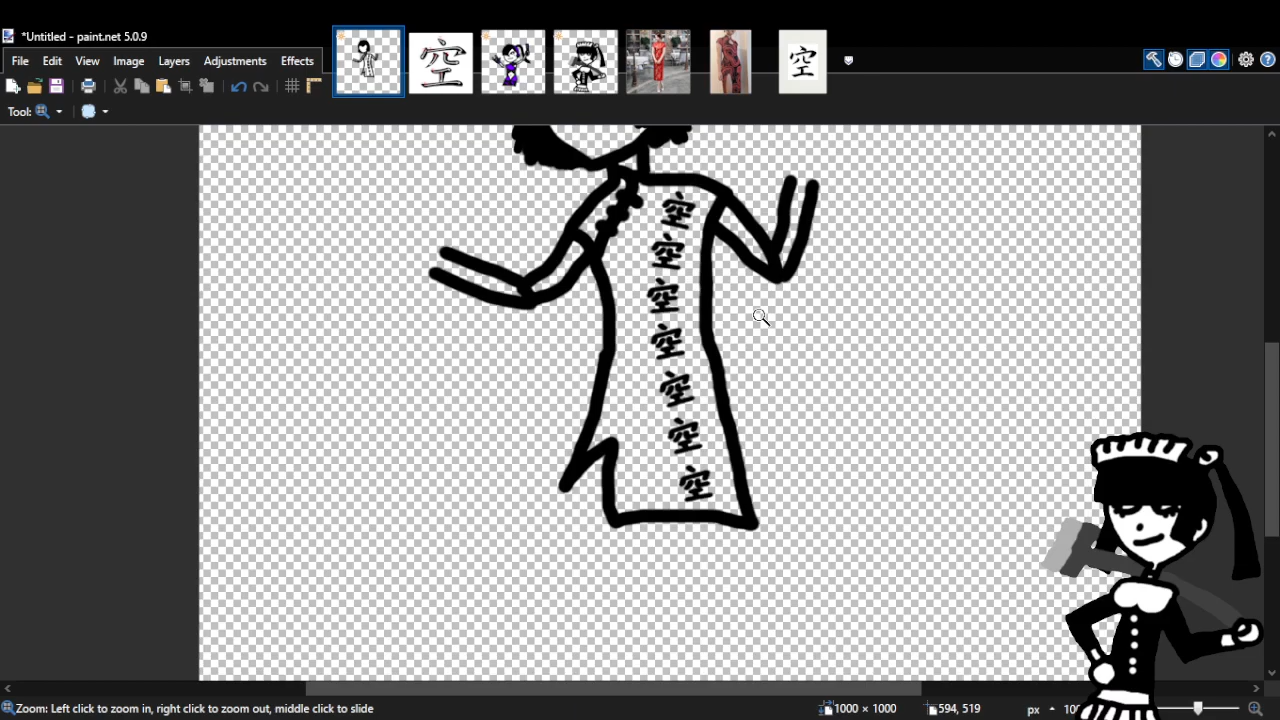 *Untitled - paint.net 5.0.9
空
空
File Edit View Image Layers Adjustments Effects
Tool:
空
空
空
空
空
空
空
Zoom: Left click to zoom in, right click to zoom out, middle click to slide
1000 × 1000
594, 519
px